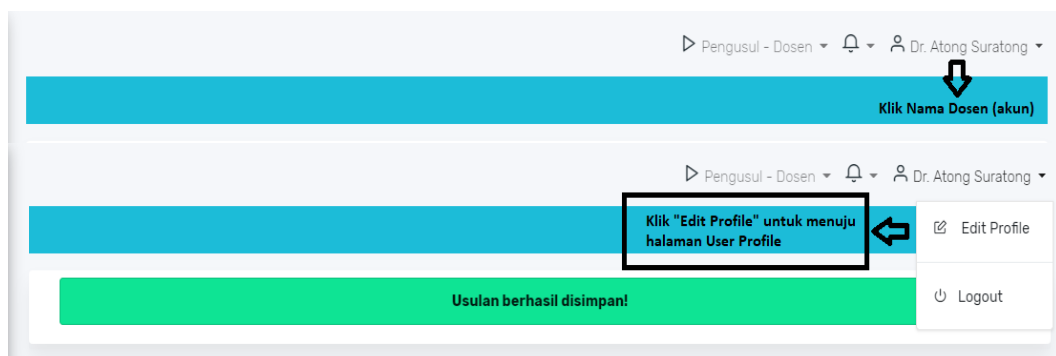 Pengusul - Dosen Dr. Atong Suratong
Klik Nama Dosen (akun)
Pengusul - Dosen Dr. Atong Suratong
Klik "Edit Profile" untuk menuju
halaman User Profile
Edit Profile
Usulan berhasil disimpan!
Logout